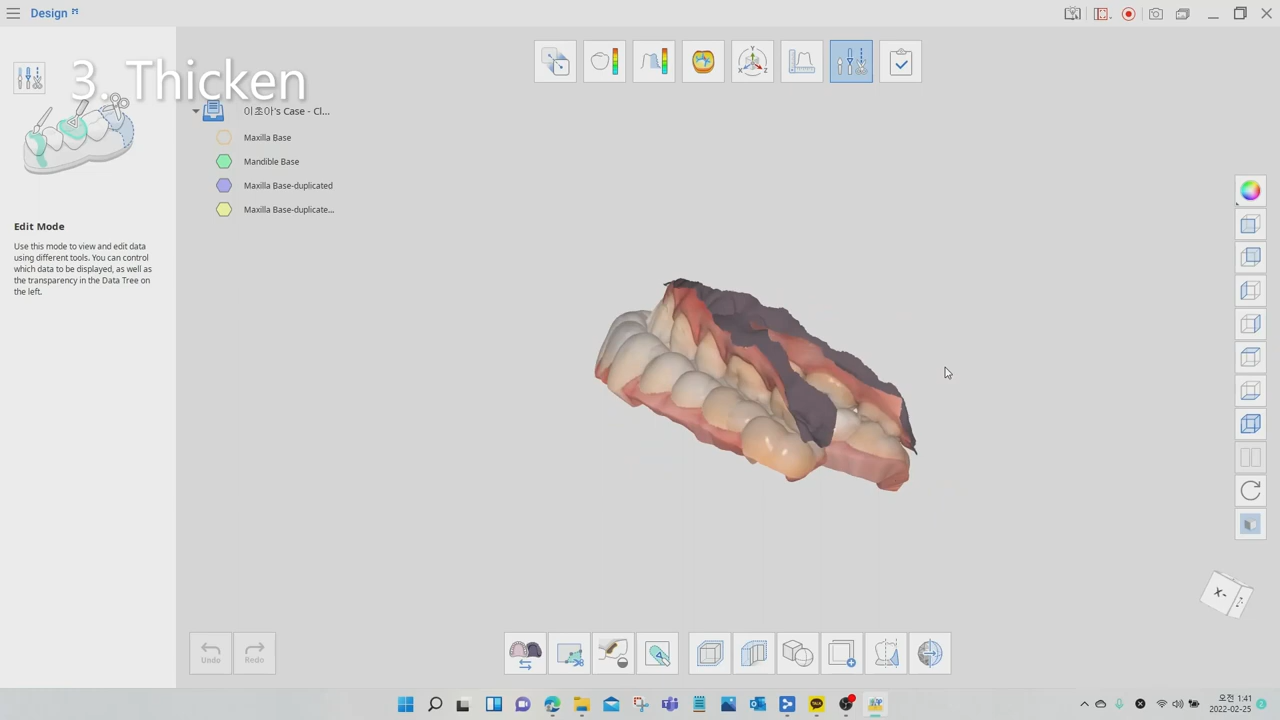 Design
3. Thicken
이초아's Case - Cl...
Maxilla Base
Mandible Base
Maxilla Base-duplicated
Maxilla Base-duplicate...
Edit Mode
Use this mode to view and edit data
using different tools. You can control
which data to be displayed, as well as
the transparency in the Data Tree on
the left.
Y
X
Z
X-
Undo
Redo
TALK
오전 1:41
2022-02-25
2